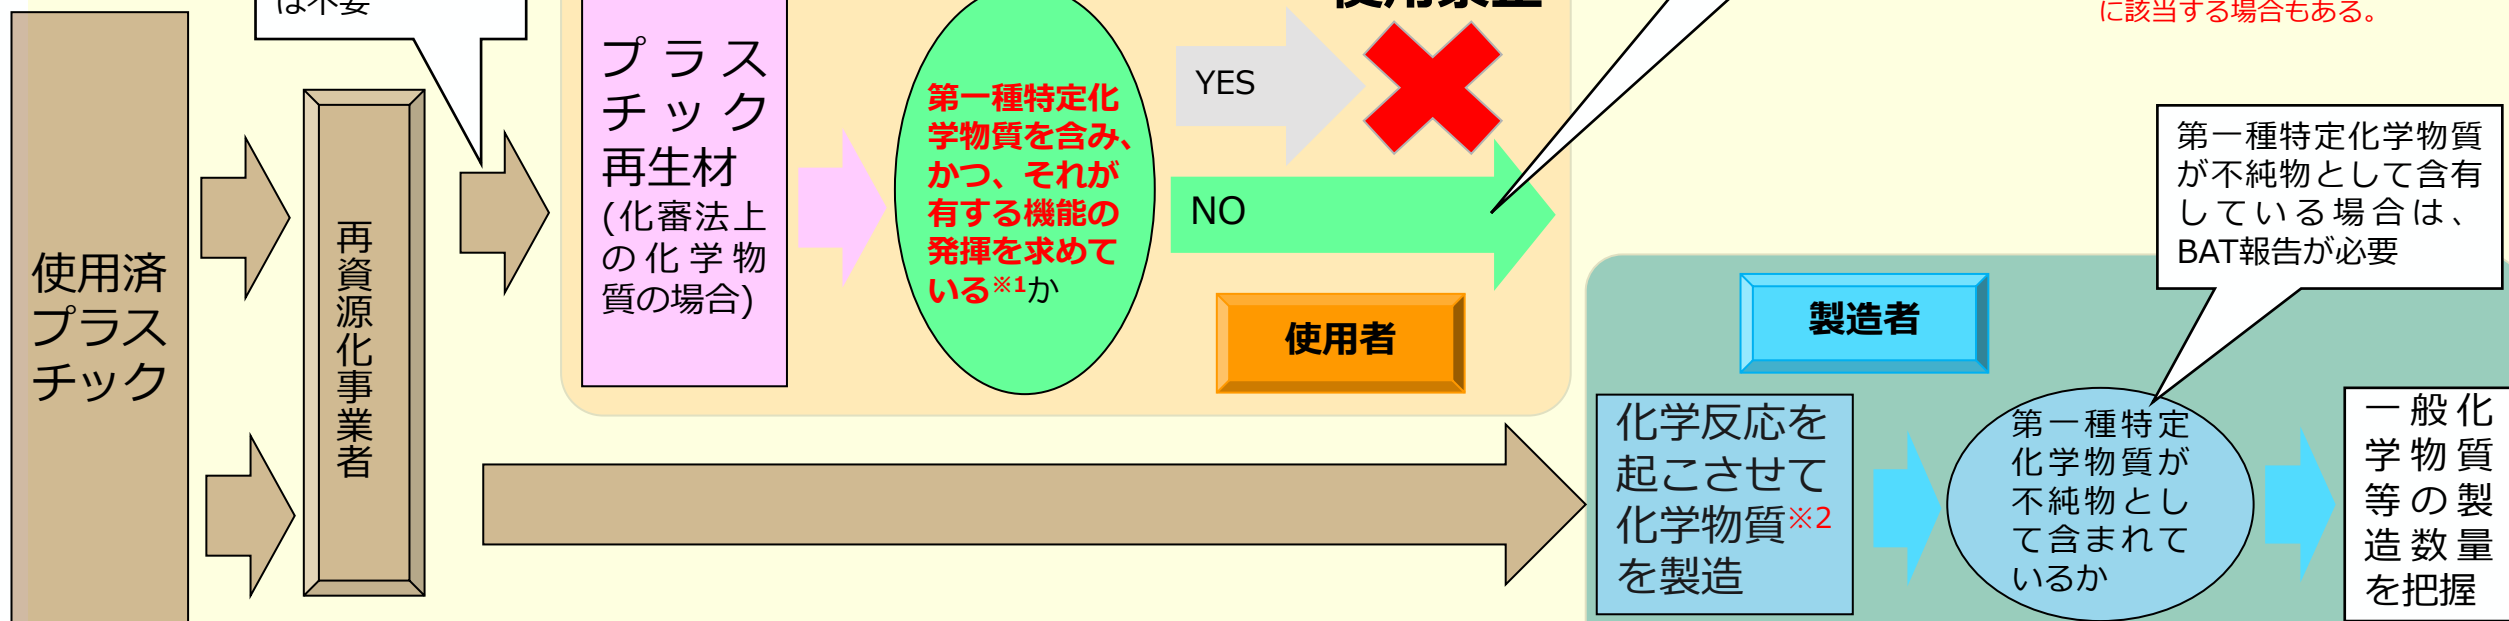 は不要
使用禁止
に該当する場合もある。
使用済
プラス
チック
再資源化事業者
プラス
チック
再生材
(化審法上
の化学物
質の場合)
第一種特定化
学物質を含み、
かつ、それが
有する機能の
発揮を求めて
いる※1か
YES
NO
使用者
製造者
第一種特定化学物質
が不純物として含有
している場合は、
BAT報告が必要
化学反応を
起こさせて
化学物質※2
を製造
第一種特定
化学物質が
不純物とし
て含まれて
いるか
一般化
学物質
等の製
造数量
を把握